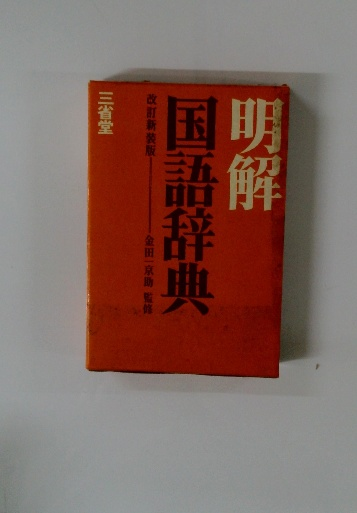 明解
国語辞典
改訂新装版――金田一京助 監修
三省堂